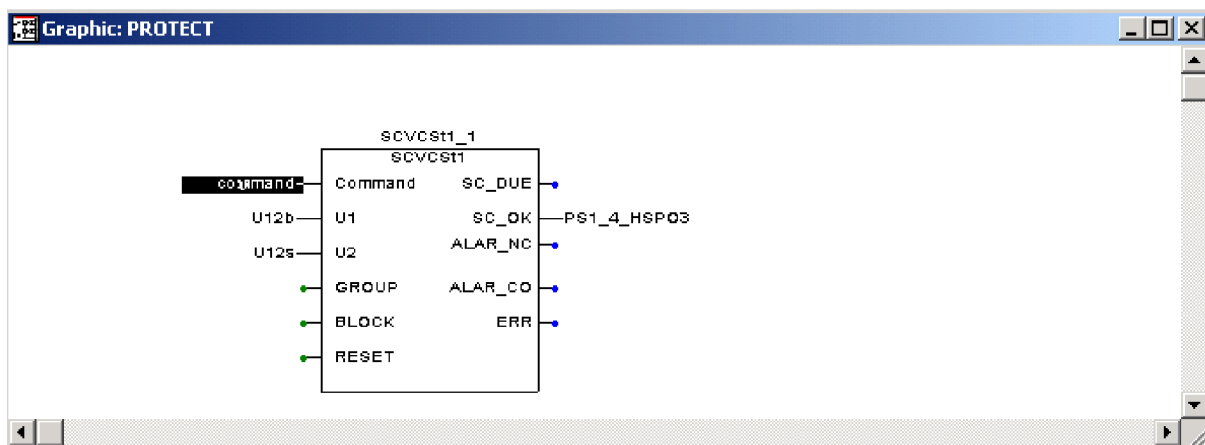 Graphic: PROTECT
SCVCSt1_1
SCVCSt1
command Command SC_DUE
U12b U1 SC_OK PS1_4_HSPO3
U12s U2 ALAR_NC
GROUP ALAR_CO
BLOCK ERR
RESET